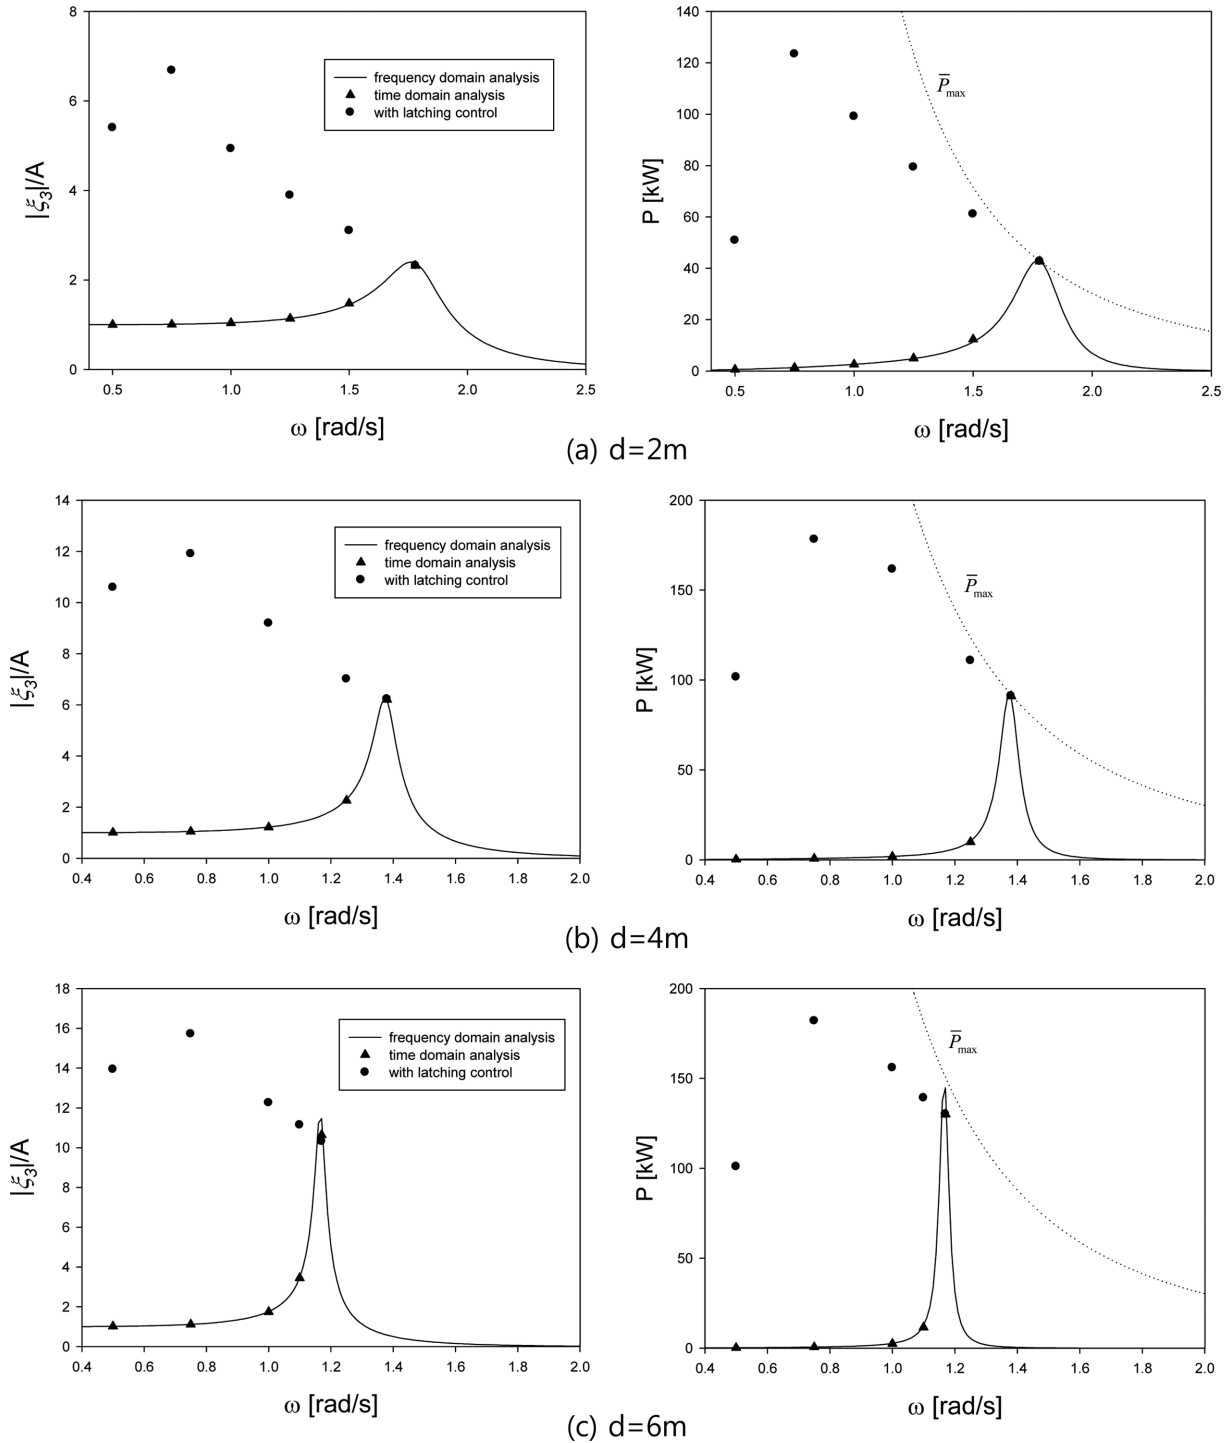 8
6
4
2
0
|ξ₃|/A
frequency domain analysis
time domain analysis
with latching control
0.5 1.0 1.5 2.0 2.5
ω [rad/s]
140
120
100
80
60
40
20
0
P [kW]
P̅max
0.5 1.0 1.5 2.0 2.5
ω [rad/s]
(a) d=2m
14
12
10
8
6
4
2
0
|ξ₃|/A
frequency domain analysis
time domain analysis
with latching control
0.4 0.6 0.8 1.0 1.2 1.4 1.6 1.8 2.0
ω [rad/s]
200
150
100
50
0
P [kW]
P̅max
0.4 0.6 0.8 1.0 1.2 1.4 1.6 1.8 2.0
ω [rad/s]
(b) d=4m
18
16
14
12
10
8
6
4
2
0
|ξ₃|/A
frequency domain analysis
time domain analysis
with latching control
0.4 0.6 0.8 1.0 1.2 1.4 1.6 1.8 2.0
ω [rad/s]
200
150
100
50
0
P [kW]
P̅max
0.4 0.6 0.8 1.0 1.2 1.4 1.6 1.8 2.0
ω [rad/s]
(c) d=6m